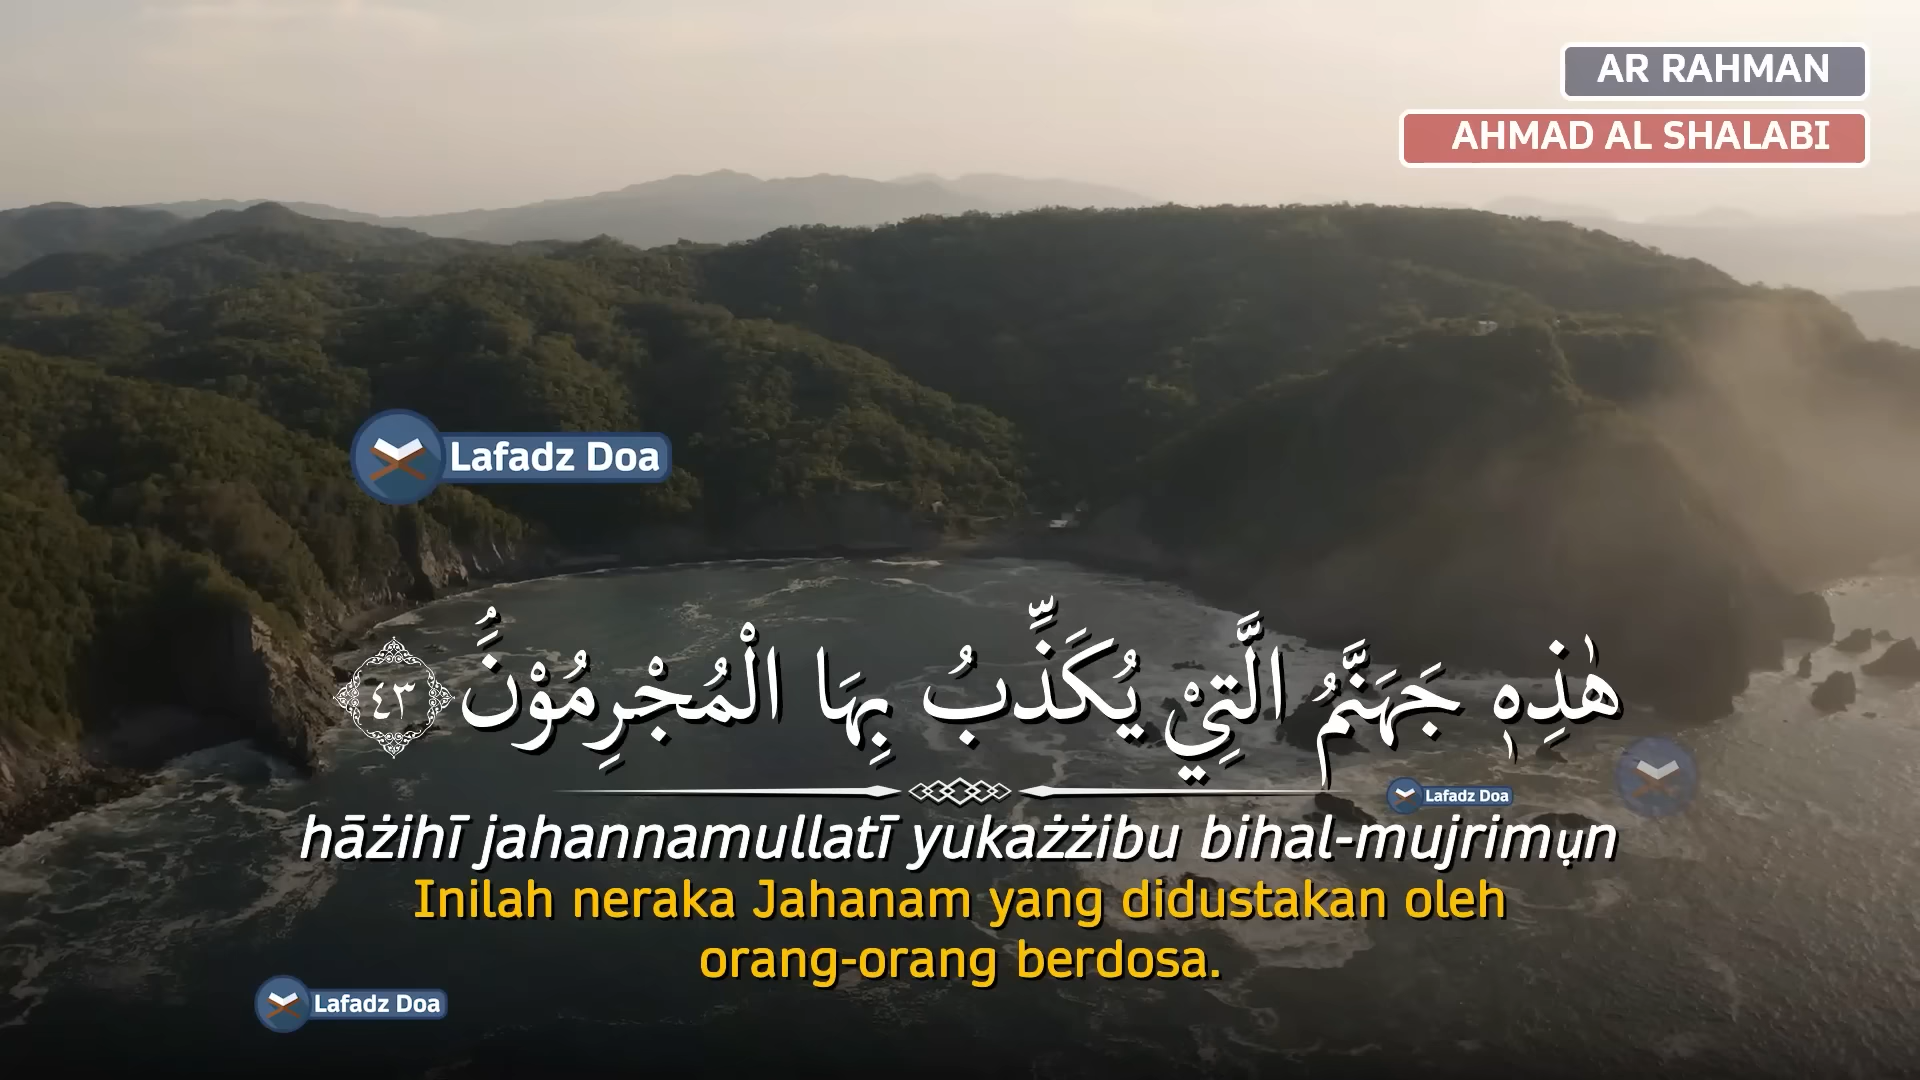 AR RAHMAN
AHMAD AL SHALABI
Lafadz Doa
هٰذِهٖ جَهَنَّمُ الَّتِيْ يُكَذِّبُ بِهَا الْمُجْرِمُوْنَۘ ٤٣
Lafadz Doa
hāżihī jahannamullatī yukażżibu bihal-mujrimụn
Inilah neraka Jahanam yang didustakan oleh
orang-orang berdosa.
Lafadz Doa